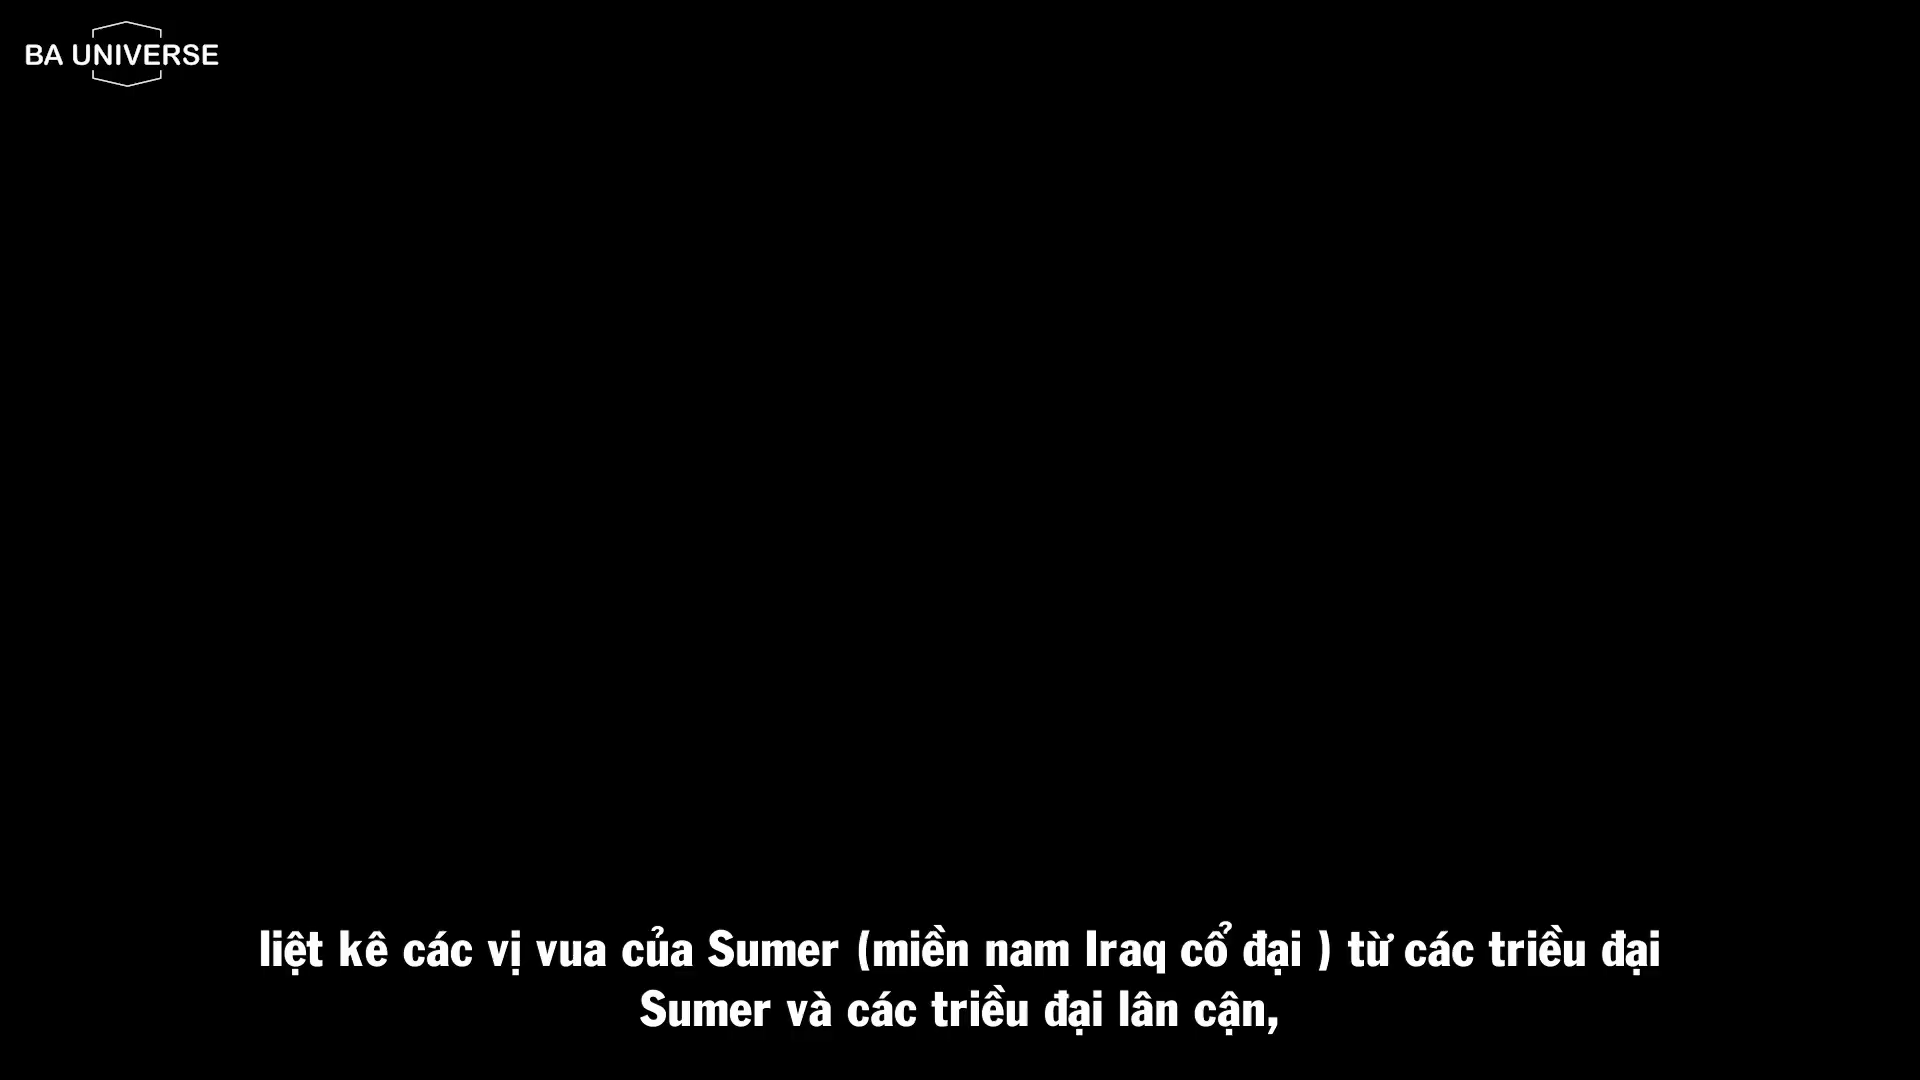 BA UNIVERSE
liệt kê các vị vua của Sumer (miền nam Iraq cổ đại ) từ các triều đại
Sumer và các triều đại lân cận,